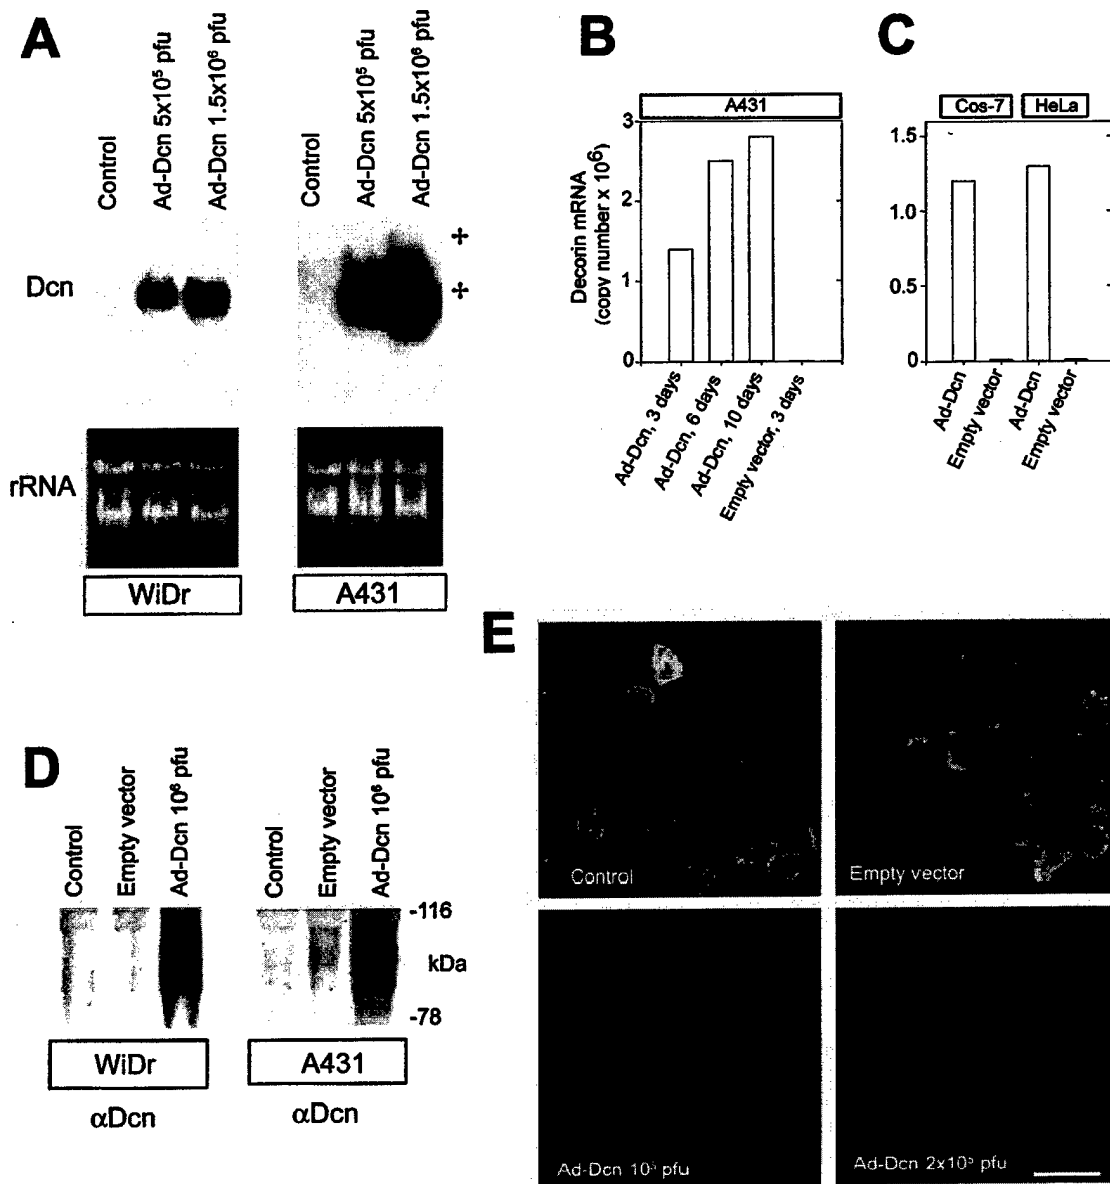 A
Control
Ad-Dcn 5x10⁵ pfu
Ad-Dcn 1.5x10⁶ pfu
Control
Ad-Dcn 5x10⁵ pfu
Ad-Dcn 1.5x10⁶ pfu
Dcn
rRNA
WiDr
A431
B
A431
Decorin mRNA
(copy number x 10⁶)
3
2
1
0
Ad-Dcn, 3 days
Ad-Dcn, 6 days
Ad-Dcn, 10 days
Empty vector, 3 days
C
Cos-7
HeLa
1.5
1.0
0.5
0
Ad-Dcn
Empty vector
Ad-Dcn
Empty vector
D
Control
Empty vector
Ad-Dcn 10⁶ pfu
Control
Empty vector
Ad-Dcn 10⁶ pfu
-116
kDa
-78
WiDr
A431
αDcn
αDcn
E
Control
Empty vector
Ad-Dcn 10⁵ pfu
Ad-Dcn 2x10⁵ pfu